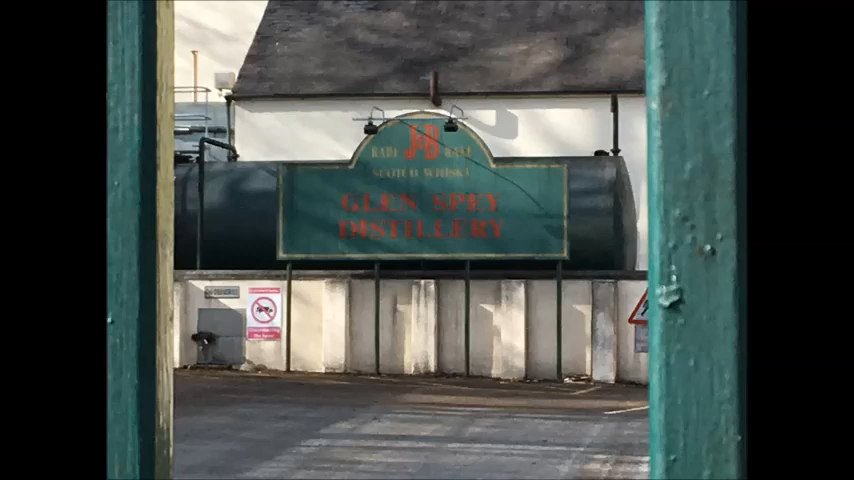 RARE J&B RARE
SCOTCH WHISKY
GLEN SPEY
DISTILLERY